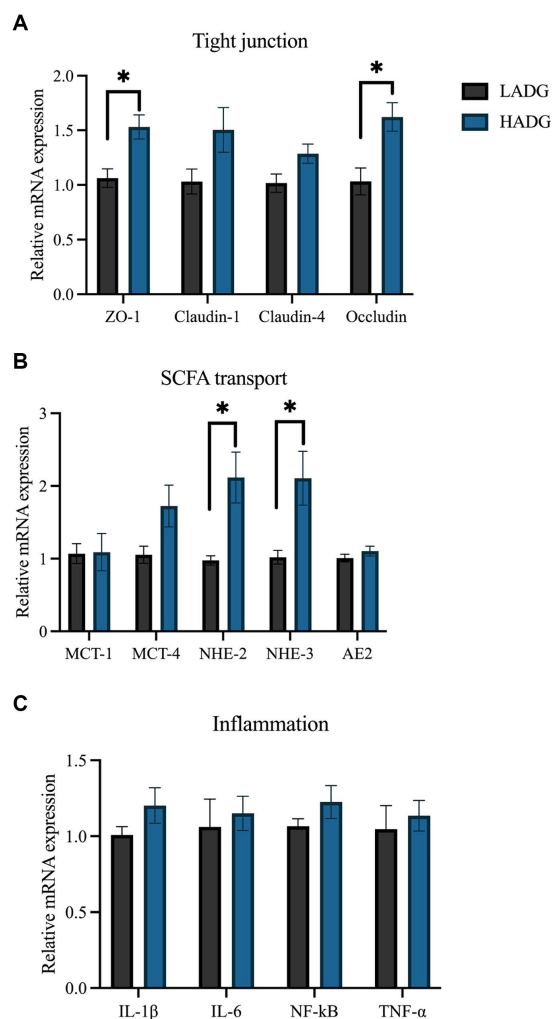 A
Tight junction
*
*
LADG
HADG
Relative mRNA expression
2.0
1.5
1.0
0.5
0.0
ZO-1 Claudin-1 Claudin-4 Occludin
B
SCFA transport
*
*
Relative mRNA expression
3
2
1
0
MCT-1 MCT-4 NHE-2 NHE-3 AE2
C
Inflammation
Relative mRNA expression
1.5
1.0
0.5
0.0
IL-1β IL-6 NF-kB TNF-α